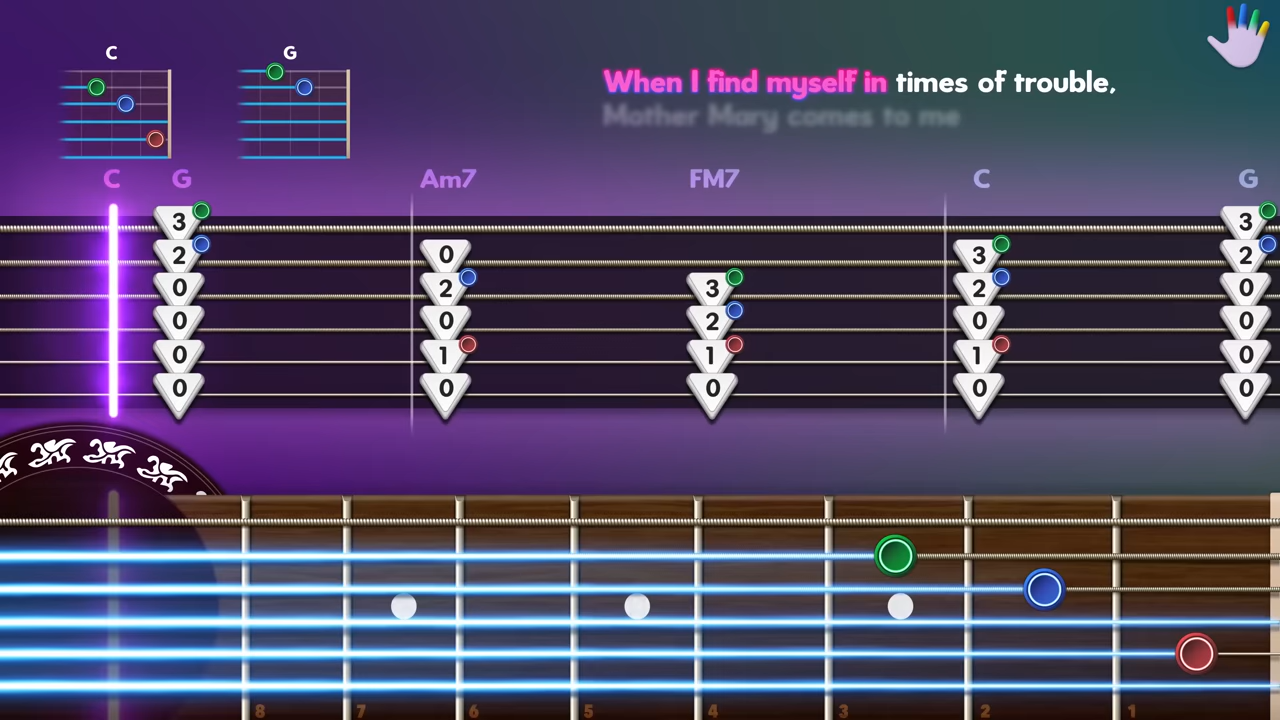 C G
When I find myself in times of trouble,
Mother Mary comes to me
C G Am7 FM7 C G
3 3
2 0 3 2
0 2 3 2 0
0 0 2 0 0
0 1 1 1 0
0 0 0 0 0
8 7 6 5 4 3 2 1